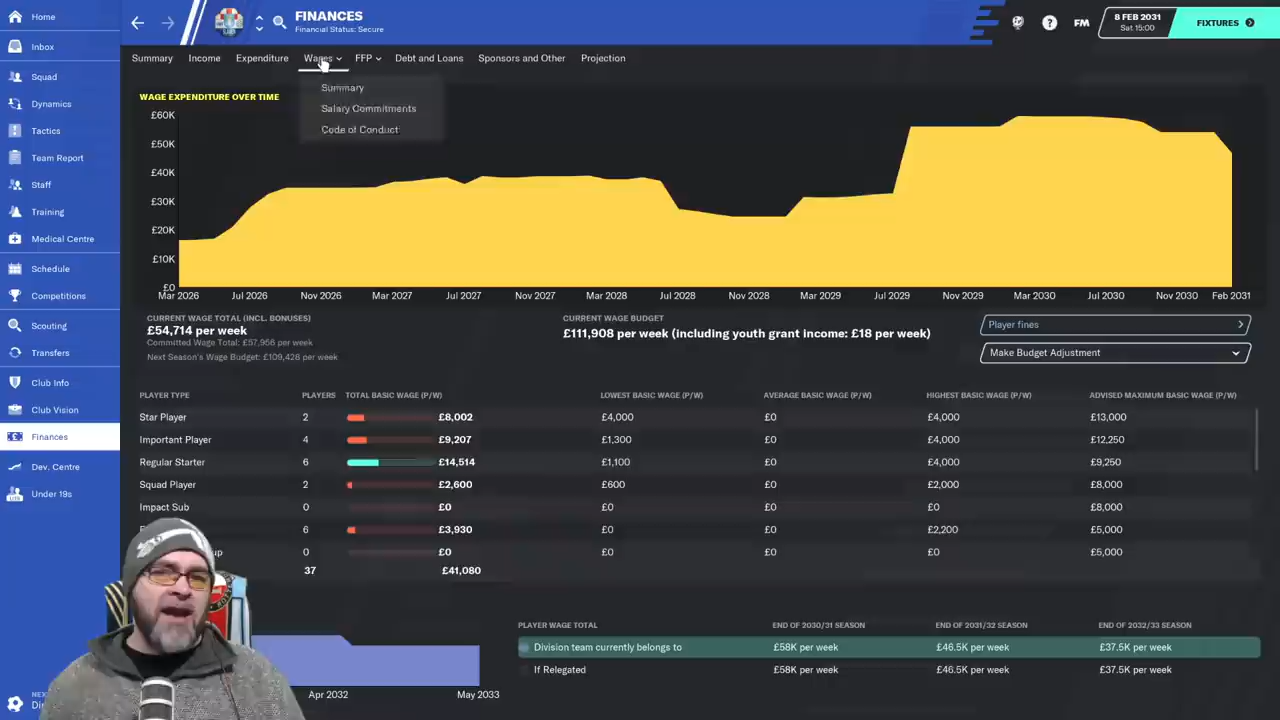 FINANCES
Financial Status: Secure
FM
8 FEB 2031
Sat 15:00
FIXTURES
Home
Inbox
Squad
Dynamics
Tactics
Team Report
Staff
Training
Medical Centre
Schedule
Competitions
Scouting
Transfers
Club Info
Club Vision
Finances
Dev. Centre
Under 19s
Summary Income Expenditure Wages FFP Debt and Loans Sponsors and Other Projection
Summary
Salary Commitments
Code of Conduct
WAGE EXPENDITURE OVER TIME
£60K
£50K
£40K
£30K
£20K
£10K
£0
Mar 2026 Jul 2026 Nov 2026 Mar 2027 Jul 2027 Nov 2027 Mar 2028 Jul 2028 Nov 2028 Mar 2029 Jul 2029 Nov 2029 Mar 2030 Jul 2030 Nov 2030 Feb 2031
CURRENT WAGE TOTAL (INCL. BONUSES)
£54,714 per week
Committed Wage Total: £57,956 per week
Next Season's Wage Budget: £109,428 per week
CURRENT WAGE BUDGET
£111,908 per week (including youth grant income: £18 per week)
Player fines
Make Budget Adjustment
PLAYER TYPE PLAYERS TOTAL BASIC WAGE (P/W) LOWEST BASIC WAGE (P/W) AVERAGE BASIC WAGE (P/W) HIGHEST BASIC WAGE (P/W) ADVISED MAXIMUM BASIC WAGE (P/W)
Star Player 2 £8,002 £4,000 £0 £4,000 £13,000
Important Player 4 £9,207 £1,300 £0 £4,000 £12,250
Regular Starter 6 £14,514 £1,100 £0 £4,000 £9,250
Squad Player 2 £2,600 £600 £0 £2,000 £8,000
Impact Sub 0 £0 £0 £0 £0 £8,000
6 £3,930 £0 £0 £2,200 £5,000
0 £0 £0 £0 £0 £5,000
37 £41,080
Apr 2032 May 2033
PLAYER WAGE TOTAL END OF 2030/31 SEASON END OF 2031/32 SEASON END OF 2032/33 SEASON
Division team currently belongs to £58K per week £46.5K per week £37.5K per week
If Relegated £58K per week £46.5K per week £37.5K per week